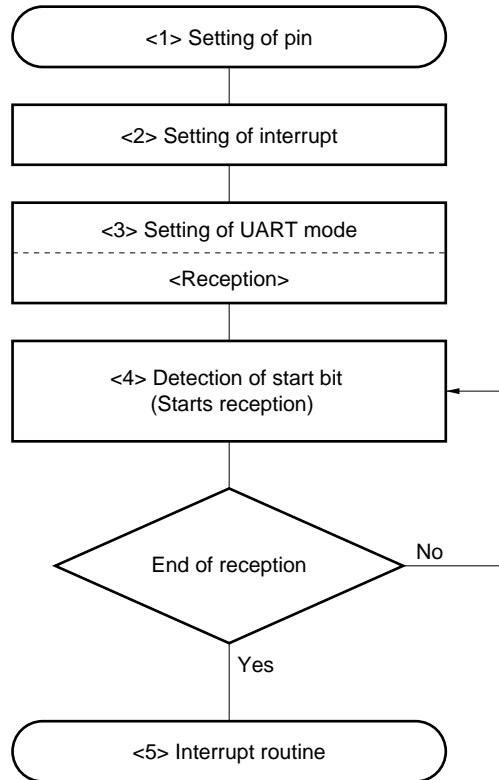 <1> Setting of pin
<2> Setting of interrupt
<3> Setting of UART mode
<Reception>
<4> Detection of start bit
(Starts reception)
End of reception
No
Yes
<5> Interrupt routine